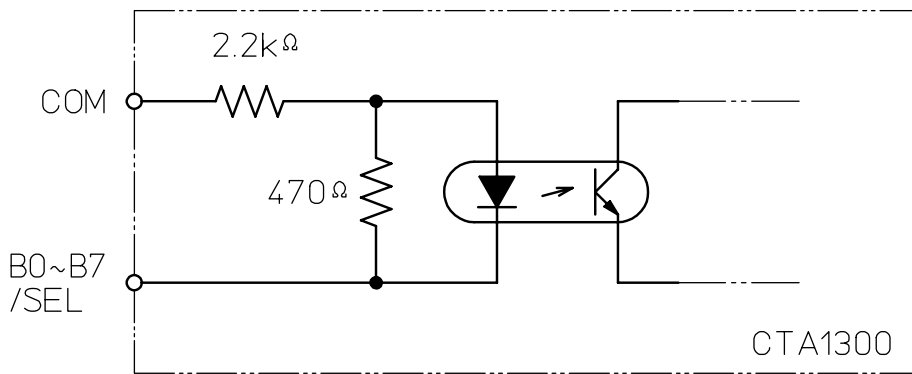 2.2kΩ
COM
470Ω
B0~B7
/SEL
CTA1300